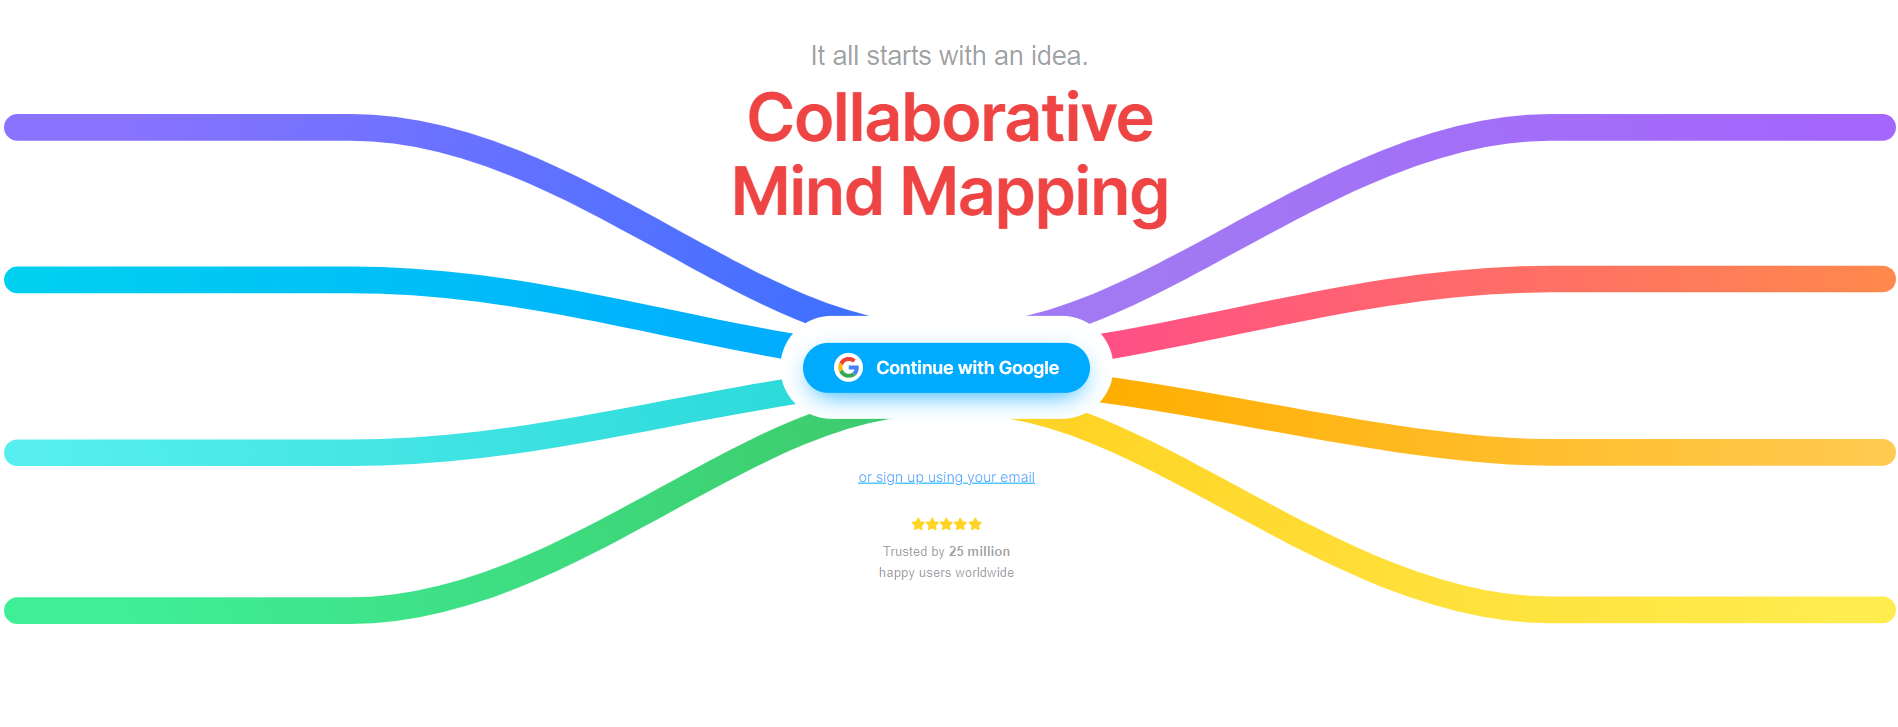 It all starts with an idea.
Collaborative
Mind Mapping
Continue with Google
or sign up using your email
Trusted by 25 million
happy users worldwide